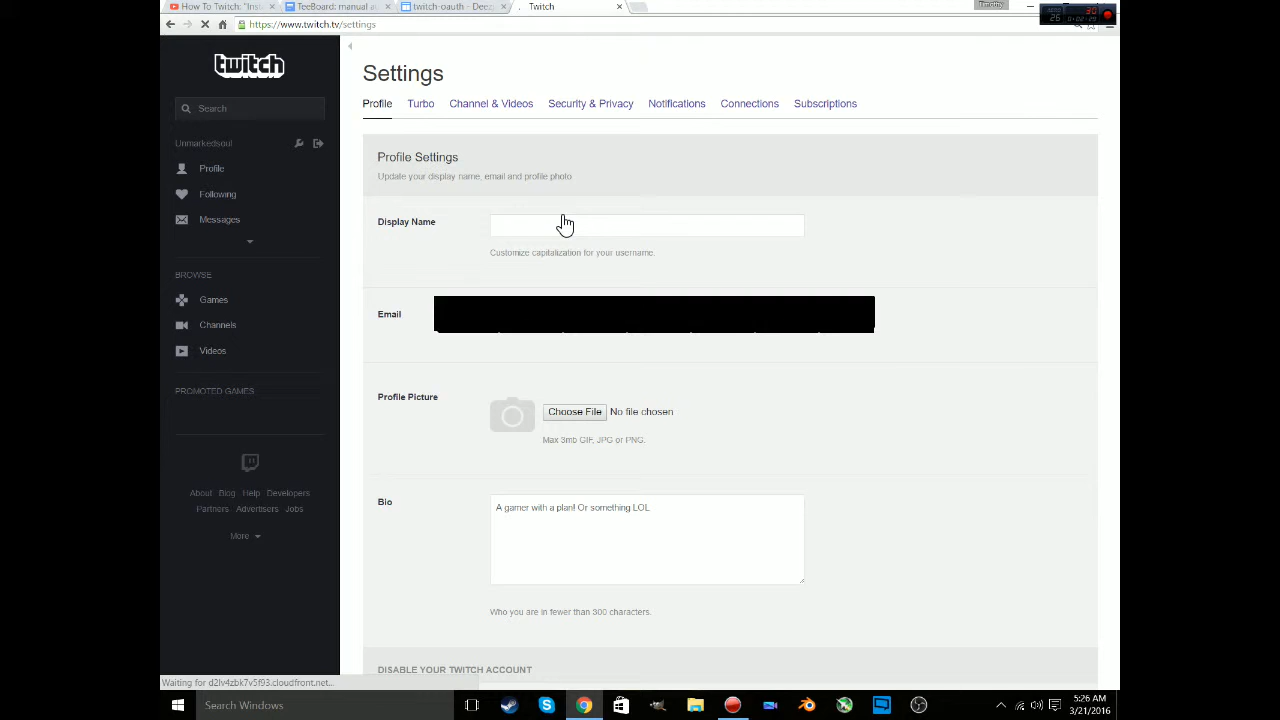 How To Twitch: "Inst
TeeBoard: manual a
twitch-oauth - Deez
Twitch
Timothy
https://www.twitch.tv/settings
30
26
twitch
Search
Unmarkedsoul
Profile
Following
Messages
BROWSE
Games
Channels
Videos
PROMOTED GAMES
About Blog Help Developers
Partners Advertisers Jobs
More
Settings
Profile Turbo Channel & Videos Security & Privacy Notifications Connections Subscriptions
Profile Settings
Update your display name, email and profile photo
Display Name
Customize capitalization for your username.
Email
Profile Picture
Choose File No file chosen
Max 3mb GIF, JPG or PNG.
Bio
A gamer with a plan! Or something LOL
Who you are in fewer than 300 characters.
DISABLE YOUR TWITCH ACCOUNT
Waiting for d2lv4zbk7v5f93.cloudfront.net...
Search Windows
5:26 AM
3/21/2016